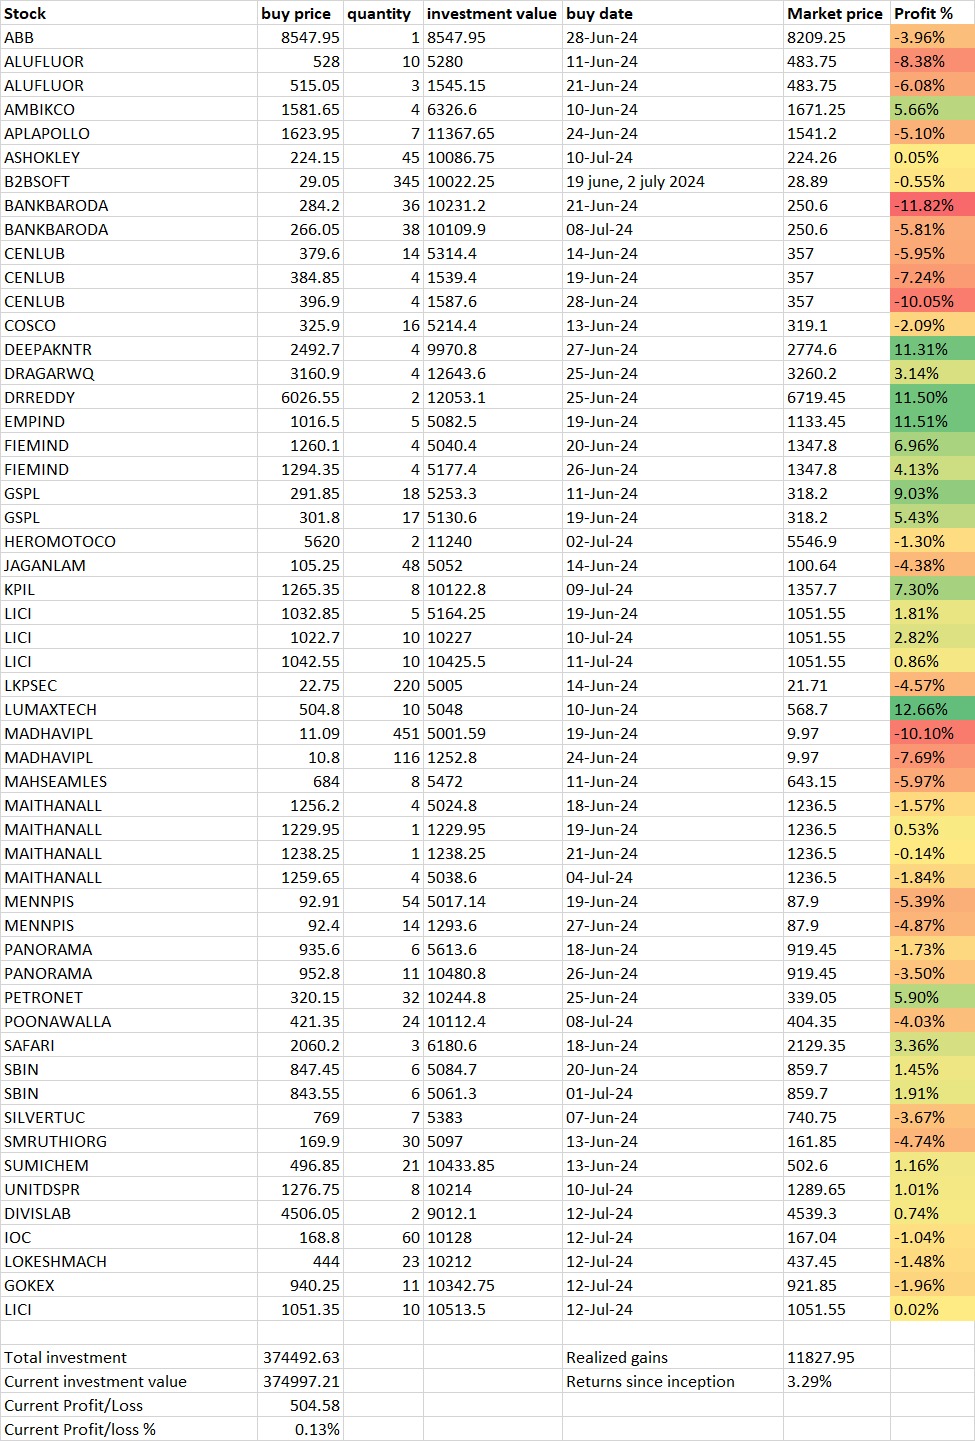 Stock buy price quantity investment value buy date Market price Profit %
ABB 8547.95 1 8547.95 28-Jun-24 8209.25 -3.96%
ALUFLUOR 528 10 5280 11-Jun-24 483.75 -8.38%
ALUFLUOR 515.05 3 1545.15 21-Jun-24 483.75 -6.08%
AMBIKCO 1581.65 4 6326.6 10-Jun-24 1671.25 5.66%
APLAPOLLO 1623.95 7 11367.65 24-Jun-24 1541.2 -5.10%
ASHOKLEY 224.15 45 10086.75 10-Jul-24 224.26 0.05%
B2BSOFT 29.05 345 10022.25 19 june, 2 july 2024 28.89 -0.55%
BANKBARODA 284.2 36 10231.2 21-Jun-24 250.6 -11.82%
BANKBARODA 266.05 38 10109.9 08-Jul-24 250.6 -5.81%
CENLUB 379.6 14 5314.4 14-Jun-24 357 -5.95%
CENLUB 384.85 4 1539.4 19-Jun-24 357 -7.24%
CENLUB 396.9 4 1587.6 28-Jun-24 357 -10.05%
COSCO 325.9 16 5214.4 13-Jun-24 319.1 -2.09%
DEEPAKNTR 2492.7 4 9970.8 27-Jun-24 2774.6 11.31%
DRAGARWQ 3160.9 4 12643.6 25-Jun-24 3260.2 3.14%
DRREDDY 6026.55 2 12053.1 25-Jun-24 6719.45 11.50%
EMPIND 1016.5 5 5082.5 19-Jun-24 1133.45 11.51%
FIEMIND 1260.1 4 5040.4 20-Jun-24 1347.8 6.96%
FIEMIND 1294.35 4 5177.4 26-Jun-24 1347.8 4.13%
GSPL 291.85 18 5253.3 11-Jun-24 318.2 9.03%
GSPL 301.8 17 5130.6 19-Jun-24 318.2 5.43%
HEROMOTOCO 5620 2 11240 02-Jul-24 5546.9 -1.30%
JAGANLAM 105.25 48 5052 14-Jun-24 100.64 -4.38%
KPIL 1265.35 8 10122.8 09-Jul-24 1357.7 7.30%
LICI 1032.85 5 5164.25 19-Jun-24 1051.55 1.81%
LICI 1022.7 10 10227 10-Jul-24 1051.55 2.82%
LICI 1042.55 10 10425.5 11-Jul-24 1051.55 0.86%
LKPSEC 22.75 220 5005 14-Jun-24 21.71 -4.57%
LUMAXTECH 504.8 10 5048 10-Jun-24 568.7 12.66%
MADHAVIPL 11.09 451 5001.59 19-Jun-24 9.97 -10.10%
MADHAVIPL 10.8 116 1252.8 24-Jun-24 9.97 -7.69%
MAHSEAMLES 684 8 5472 11-Jun-24 643.15 -5.97%
MAITHANALL 1256.2 4 5024.8 18-Jun-24 1236.5 -1.57%
MAITHANALL 1229.95 1 1229.95 19-Jun-24 1236.5 0.53%
MAITHANALL 1238.25 1 1238.25 21-Jun-24 1236.5 -0.14%
MAITHANALL 1259.65 4 5038.6 04-Jul-24 1236.5 -1.84%
MENNPIS 92.91 54 5017.14 19-Jun-24 87.9 -5.39%
MENNPIS 92.4 14 1293.6 27-Jun-24 87.9 -4.87%
PANORAMA 935.6 6 5613.6 18-Jun-24 919.45 -1.73%
PANORAMA 952.8 11 10480.8 26-Jun-24 919.45 -3.50%
PETRONET 320.15 32 10244.8 25-Jun-24 339.05 5.90%
POONAWALLA 421.35 24 10112.4 08-Jul-24 404.35 -4.03%
SAFARI 2060.2 3 6180.6 18-Jun-24 2129.35 3.36%
SBIN 847.45 6 5084.7 20-Jun-24 859.7 1.45%
SBIN 843.55 6 5061.3 01-Jul-24 859.7 1.91%
SILVERTUC 769 7 5383 07-Jun-24 740.75 -3.67%
SMRUTHIORG 169.9 30 5097 13-Jun-24 161.85 -4.74%
SUMICHEM 496.85 21 10433.85 13-Jun-24 502.6 1.16%
UNITDSPR 1276.75 8 10214 10-Jul-24 1289.65 1.01%
DIVISLAB 4506.05 2 9012.1 12-Jul-24 4539.3 0.74%
IOC 168.8 60 10128 12-Jul-24 167.04 -1.04%
LOKESHMACH 444 23 10212 12-Jul-24 437.45 -1.48%
GOKEX 940.25 11 10342.75 12-Jul-24 921.85 -1.96%
LICI 1051.35 10 10513.5 12-Jul-24 1051.55 0.02%
Total investment 374492.63 Realized gains 11827.95
Current investment value 374997.21 Returns since inception 3.29%
Current Profit/Loss 504.58
Current Profit/loss % 0.13%